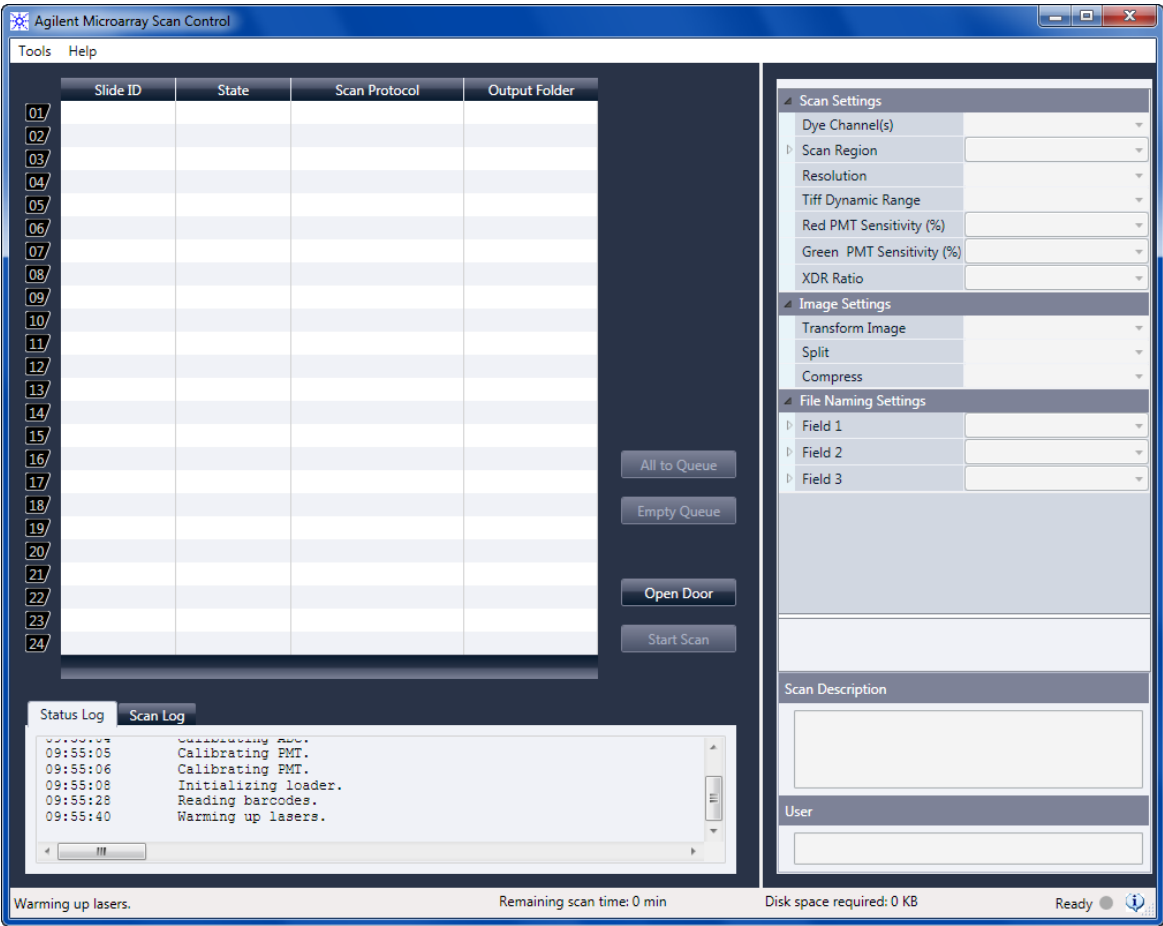 Agilent Microarray Scan Control
Tools Help
Slide ID State Scan Protocol Output Folder
01
02
03
04
05
06
07
08
09
10
11
12
13
14
15
16
17
18
19
20
21
22
23
24
All to Queue
Empty Queue
Open Door
Start Scan
Status Log Scan Log
09:55:04 Calibrating ADC.
09:55:05 Calibrating PMT.
09:55:06 Calibrating PMT.
09:55:08 Initializing loader.
09:55:28 Reading barcodes.
09:55:40 Warming up lasers.
Scan Settings
Dye Channel(s)
Scan Region
Resolution
Tiff Dynamic Range
Red PMT Sensitivity (%)
Green PMT Sensitivity (%)
XDR Ratio
Image Settings
Transform Image
Split
Compress
File Naming Settings
Field 1
Field 2
Field 3
Scan Description
User
Warming up lasers. Remaining scan time: 0 min Disk space required: 0 KB Ready